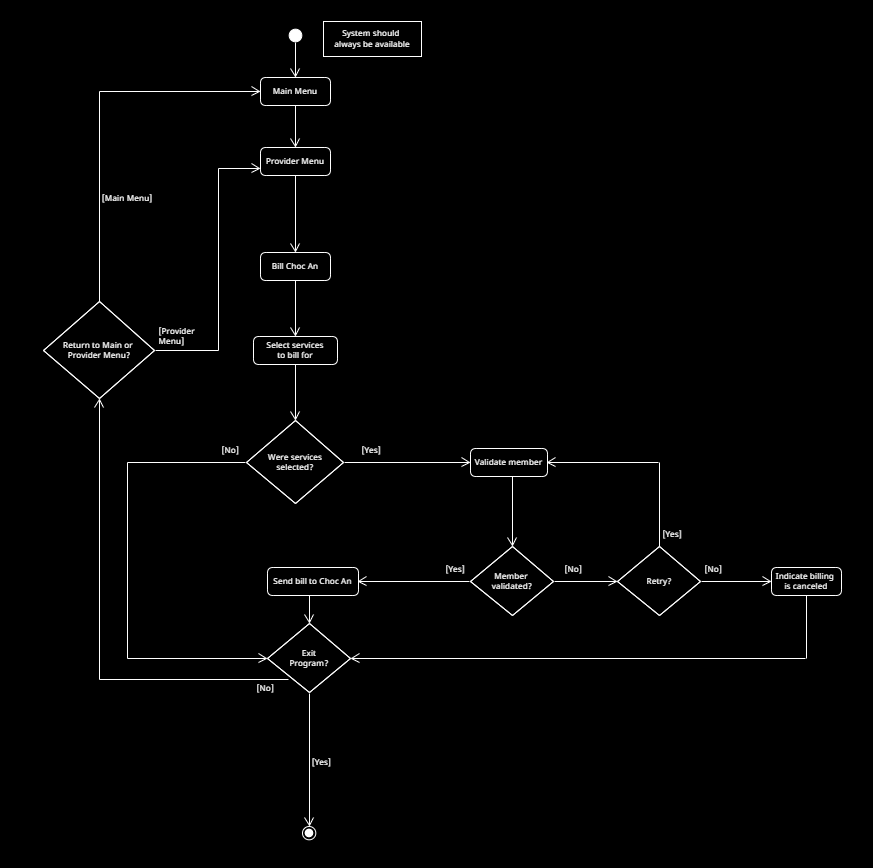 System should
always be available
Main Menu
Provider Menu
[Main Menu]
Bill Choc An
[Provider
Menu]
Return to Main or
Provider Menu?
Select services
to bill for
[No]
[Yes]
Were services
selected?
Validate member
[Yes]
[Yes]
[No]
[No]
Send bill to Choc An
Member
validated?
Retry?
Indicate billing
is canceled
Exit
Program?
[No]
[Yes]